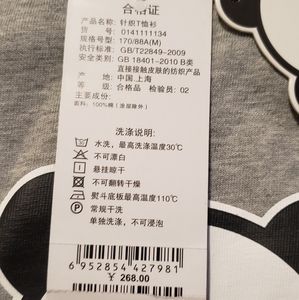 合格证
产品名称：针织T恤衫
货　　号：0141111134
规格号型：170/88A(M)
执行标准：GB/T22849-2009
安全类别：GB 18401-2010 B类
直接接触皮肤的纺织产品
产　　地：中国.上海
等　　级：合格品　检验员：02
面料：100%棉（涂层除外）
洗涤说明：
水洗，最高洗涤温度30℃
不可漂白
悬挂晾干
不可翻转干燥
熨斗底板最高温度110℃
常规干洗
单独洗涤，不可浸泡
6 952854 427981
￥ 268.00